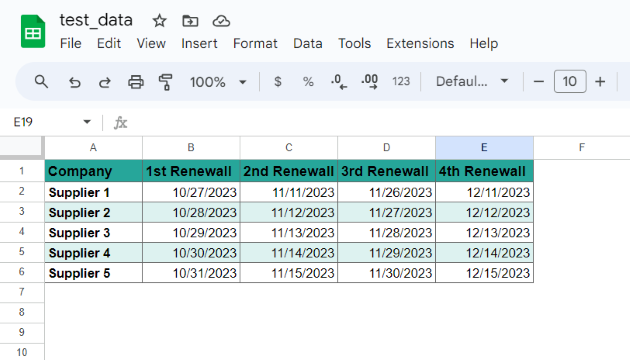 test_data
File Edit View Insert Format Data Tools Extensions Help
100% $ % .0 .00 123 Defaul... − 10 +
E19 fx
A B C D E F
1 Company 1st Renewall 2nd Renewall 3rd Renewall 4th Renewall
2 Supplier 1 10/27/2023 11/11/2023 11/26/2023 12/11/2023
3 Supplier 2 10/28/2023 11/12/2023 11/27/2023 12/12/2023
4 Supplier 3 10/29/2023 11/13/2023 11/28/2023 12/13/2023
5 Supplier 4 10/30/2023 11/14/2023 11/29/2023 12/14/2023
6 Supplier 5 10/31/2023 11/15/2023 11/30/2023 12/15/2023
7
8
9
10